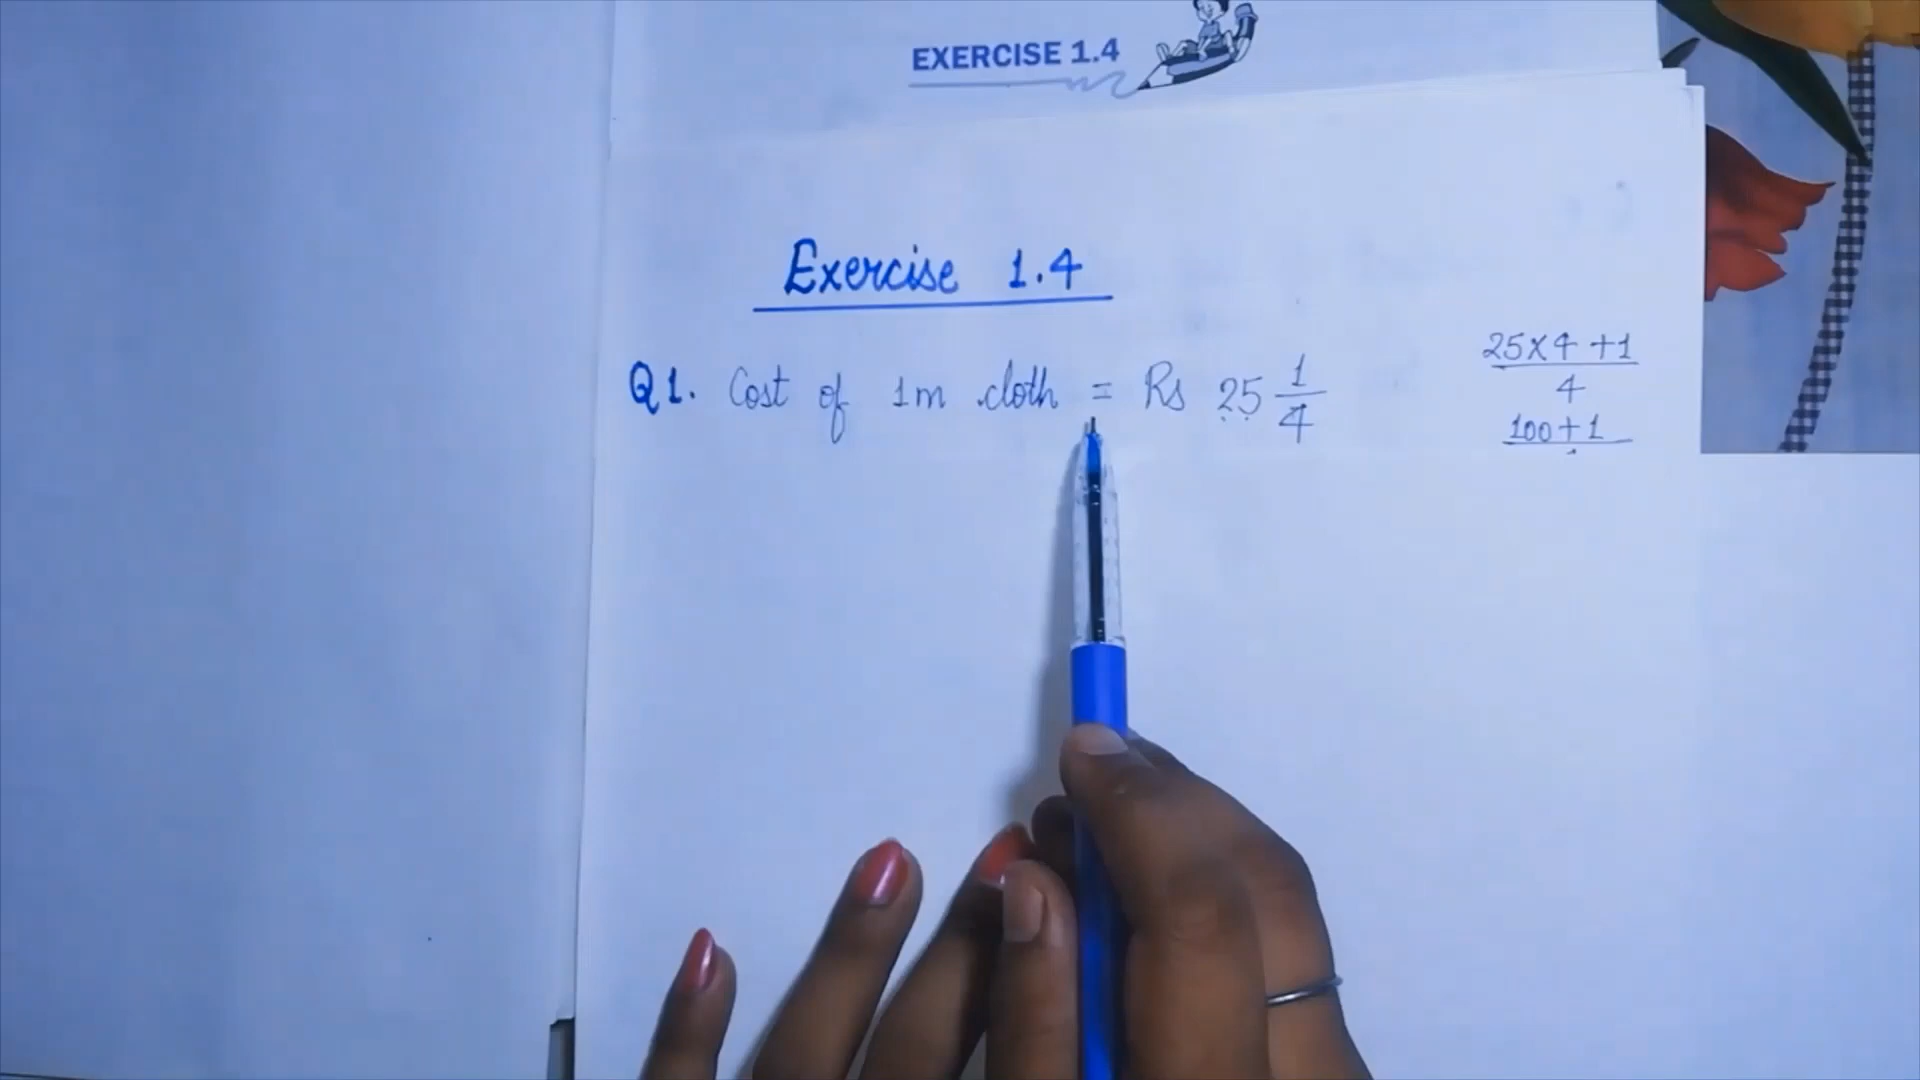 EXERCISE 1.4
Exercise 1.4
Q1. Cost of 1m cloth = Rs 25 1/4
25×4+1
4
100+1